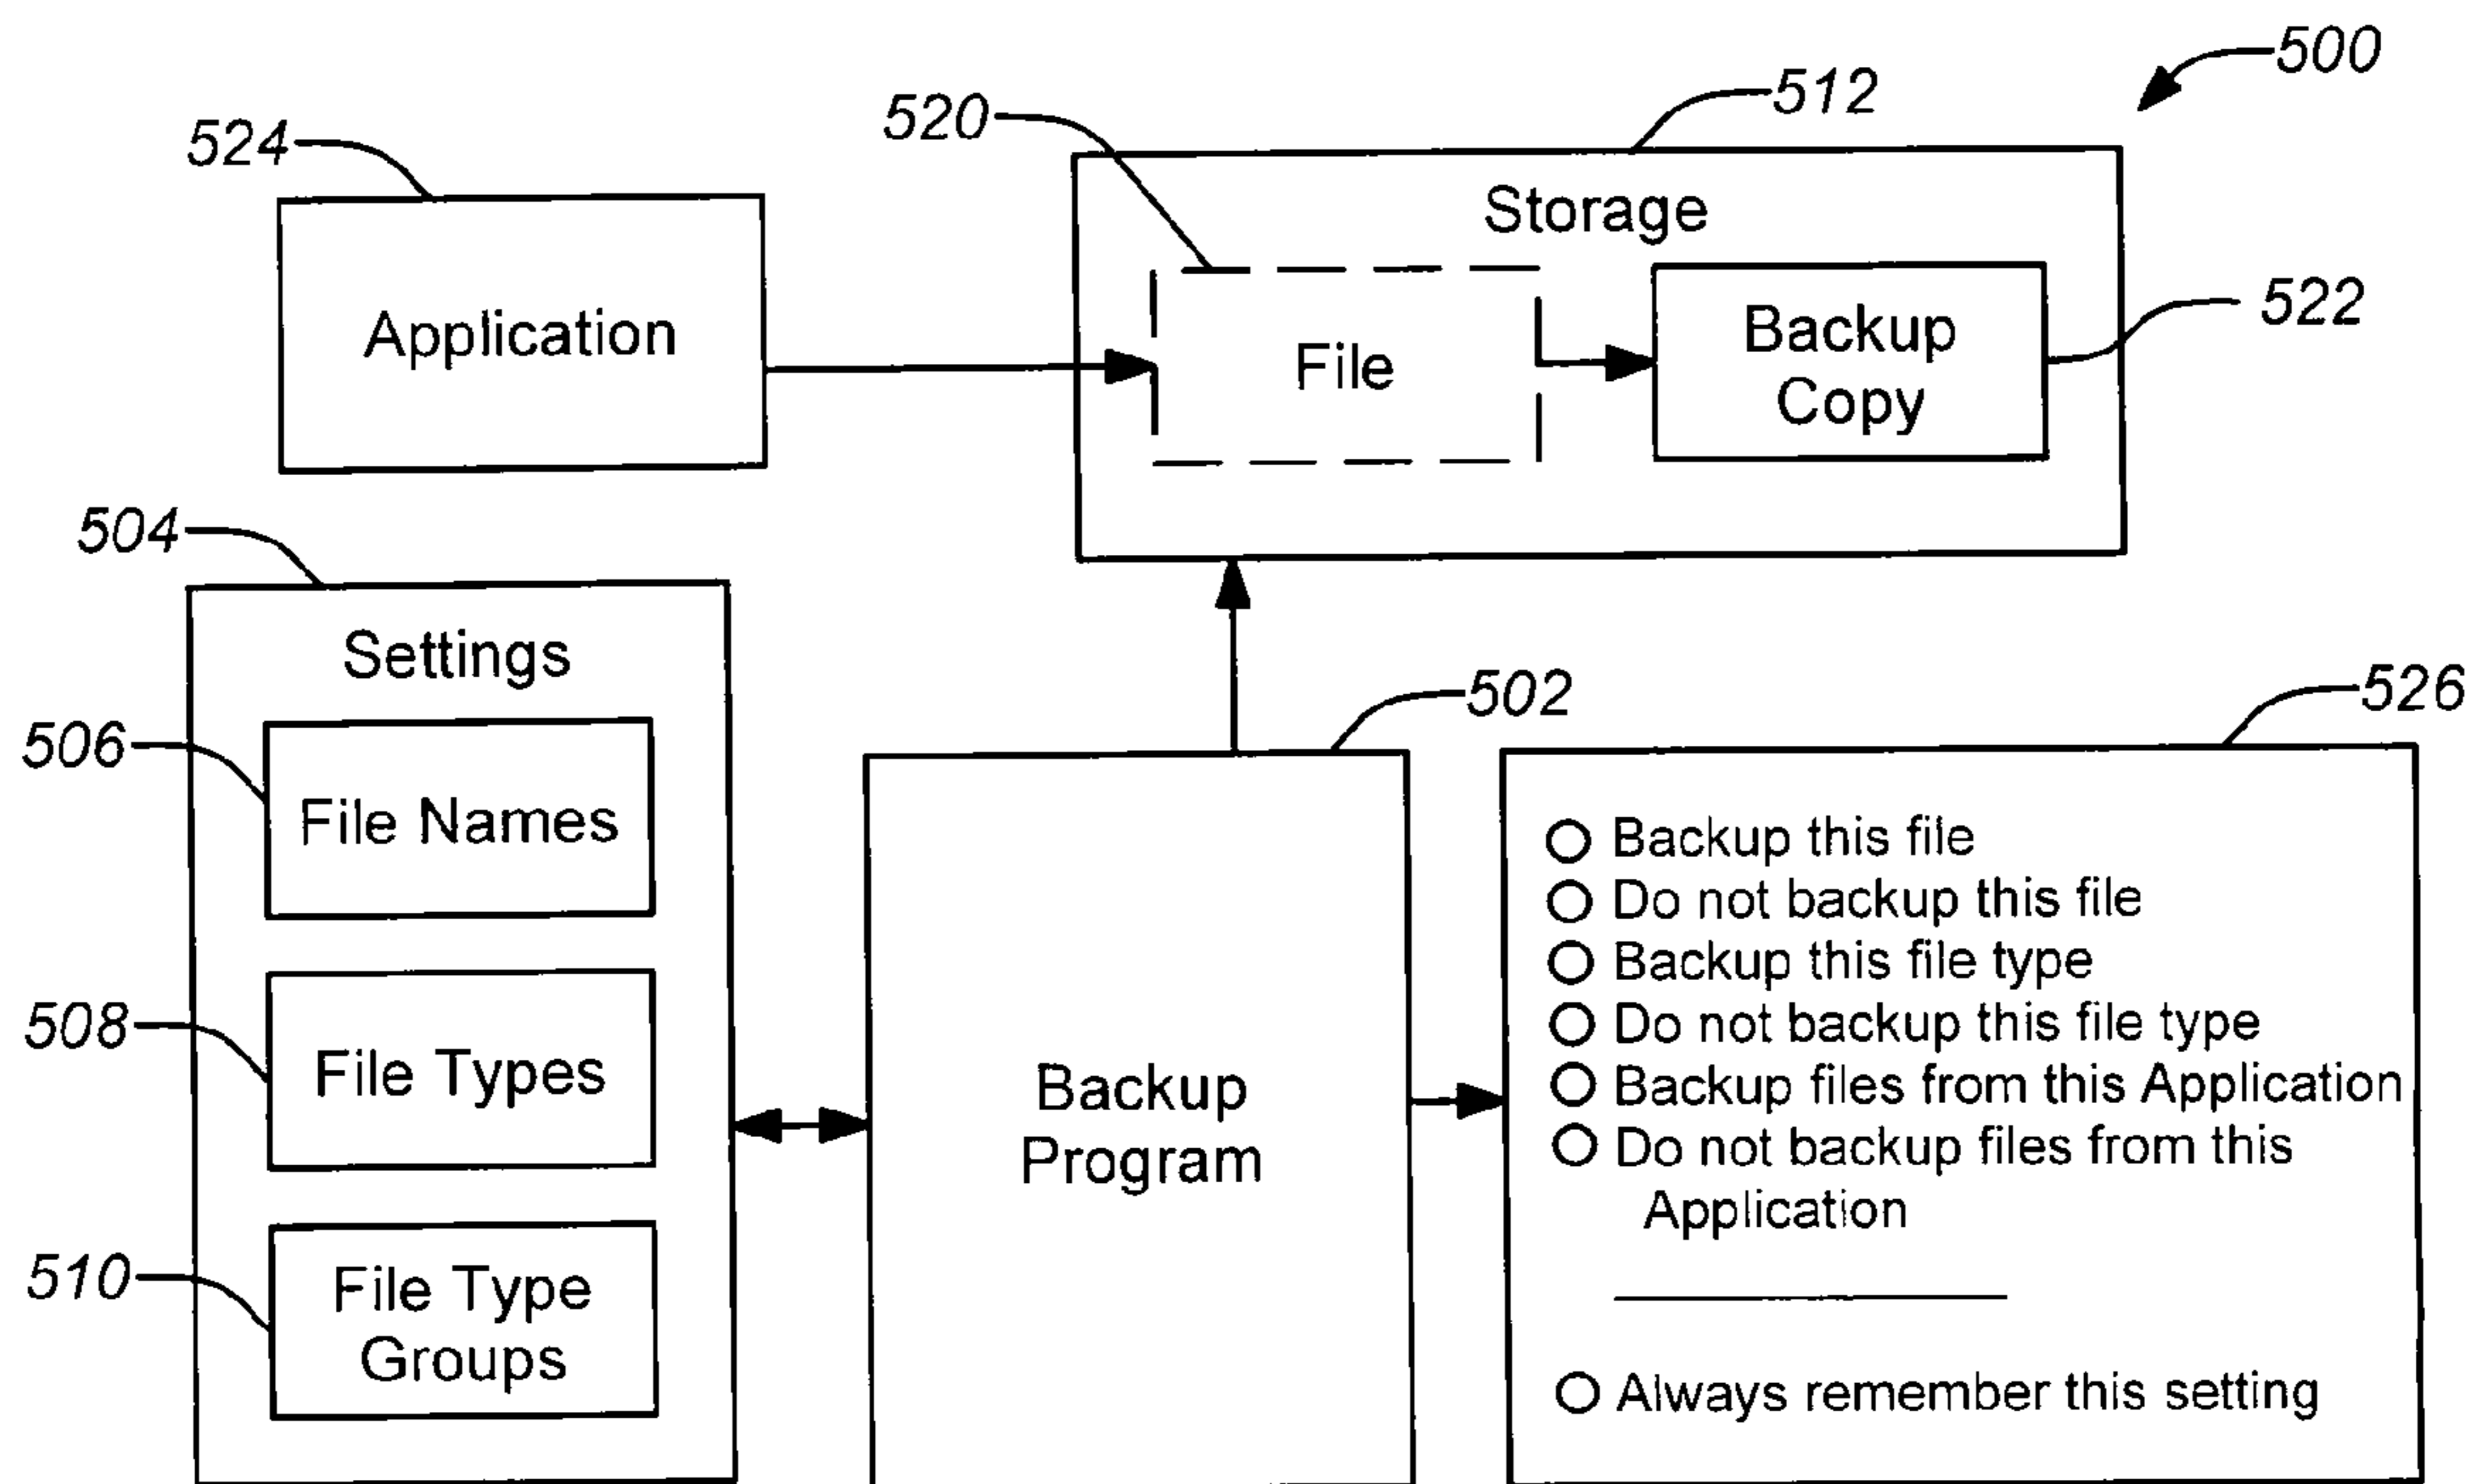 500
512
520
524
Storage
Application
File
Backup
Copy
522
504
Settings
502
526
506
File Names
508
File Types
510
File Type
Groups
Backup
Program
Backup this file
Do not backup this file
Backup this file type
Do not backup this file type
Backup files from this Application
Do not backup files from this
Application
Always remember this setting